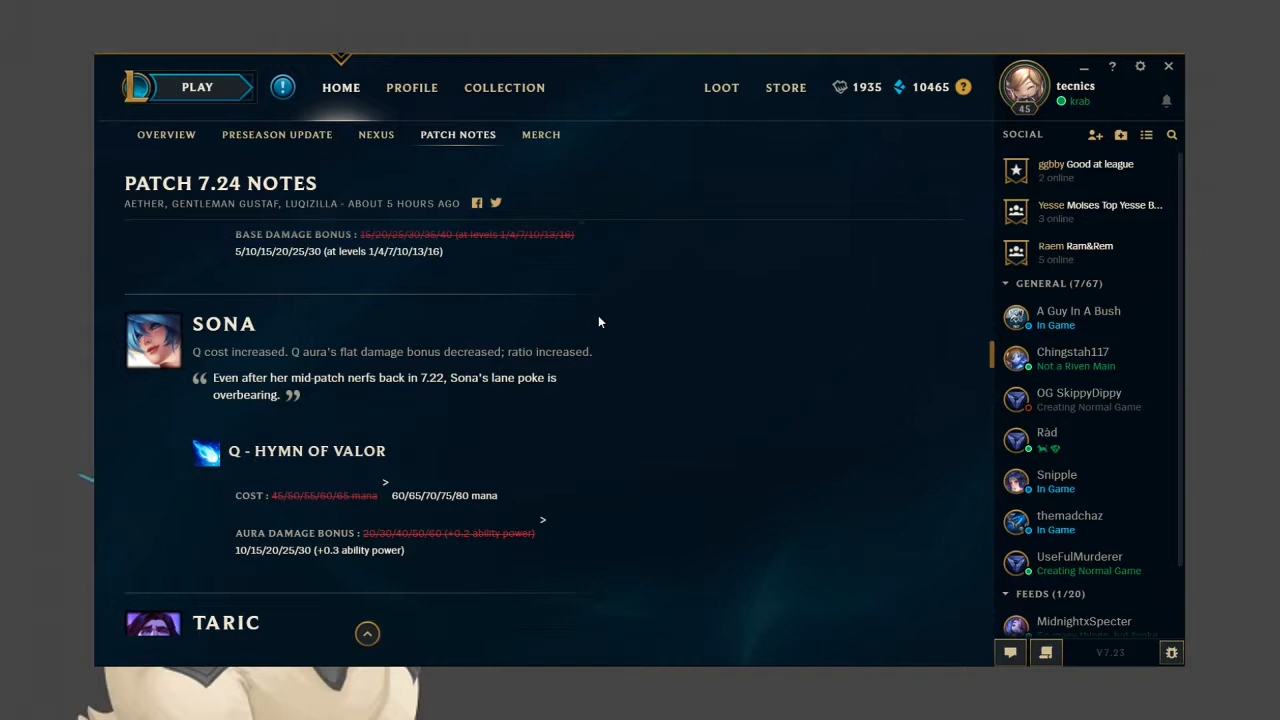 PLAY
HOME
PROFILE
COLLECTION
LOOT
STORE
1935
10465
?
?
45
tecnics
krab
OVERVIEW
PRESEASON UPDATE
NEXUS
PATCH NOTES
MERCH
SOCIAL
PATCH 7.24 NOTES
AETHER, GENTLEMAN GUSTAF, LUQIZILLA - ABOUT 5 HOURS AGO
BASE DAMAGE BONUS : 15/20/25/30/35/40 (at levels 1/4/7/10/13/16)
5/10/15/20/25/30 (at levels 1/4/7/10/13/16)
SONA
Q cost increased. Q aura's flat damage bonus decreased; ratio increased.
“ Even after her mid-patch nerfs back in 7.22, Sona's lane poke is
overbearing. ”
Q - HYMN OF VALOR
>
COST : 45/50/55/60/65 mana 60/65/70/75/80 mana
>
AURA DAMAGE BONUS : 20/30/40/50/60 (+0.2 ability power)
10/15/20/25/30 (+0.3 ability power)
TARIC
ggbby Good at league
2 online
Yesse Moises Top Yesse B...
3 online
Raem Ram&Rem
5 online
GENERAL (7/67)
A Guy In A Bush
In Game
Chingstah117
Not a Riven Main
OG SkippyDippy
Creating Normal Game
Ràd
Snipple
In Game
themadchaz
In Game
UseFulMurderer
Creating Normal Game
FEEDS (1/20)
MidnightxSpecter
V7.23